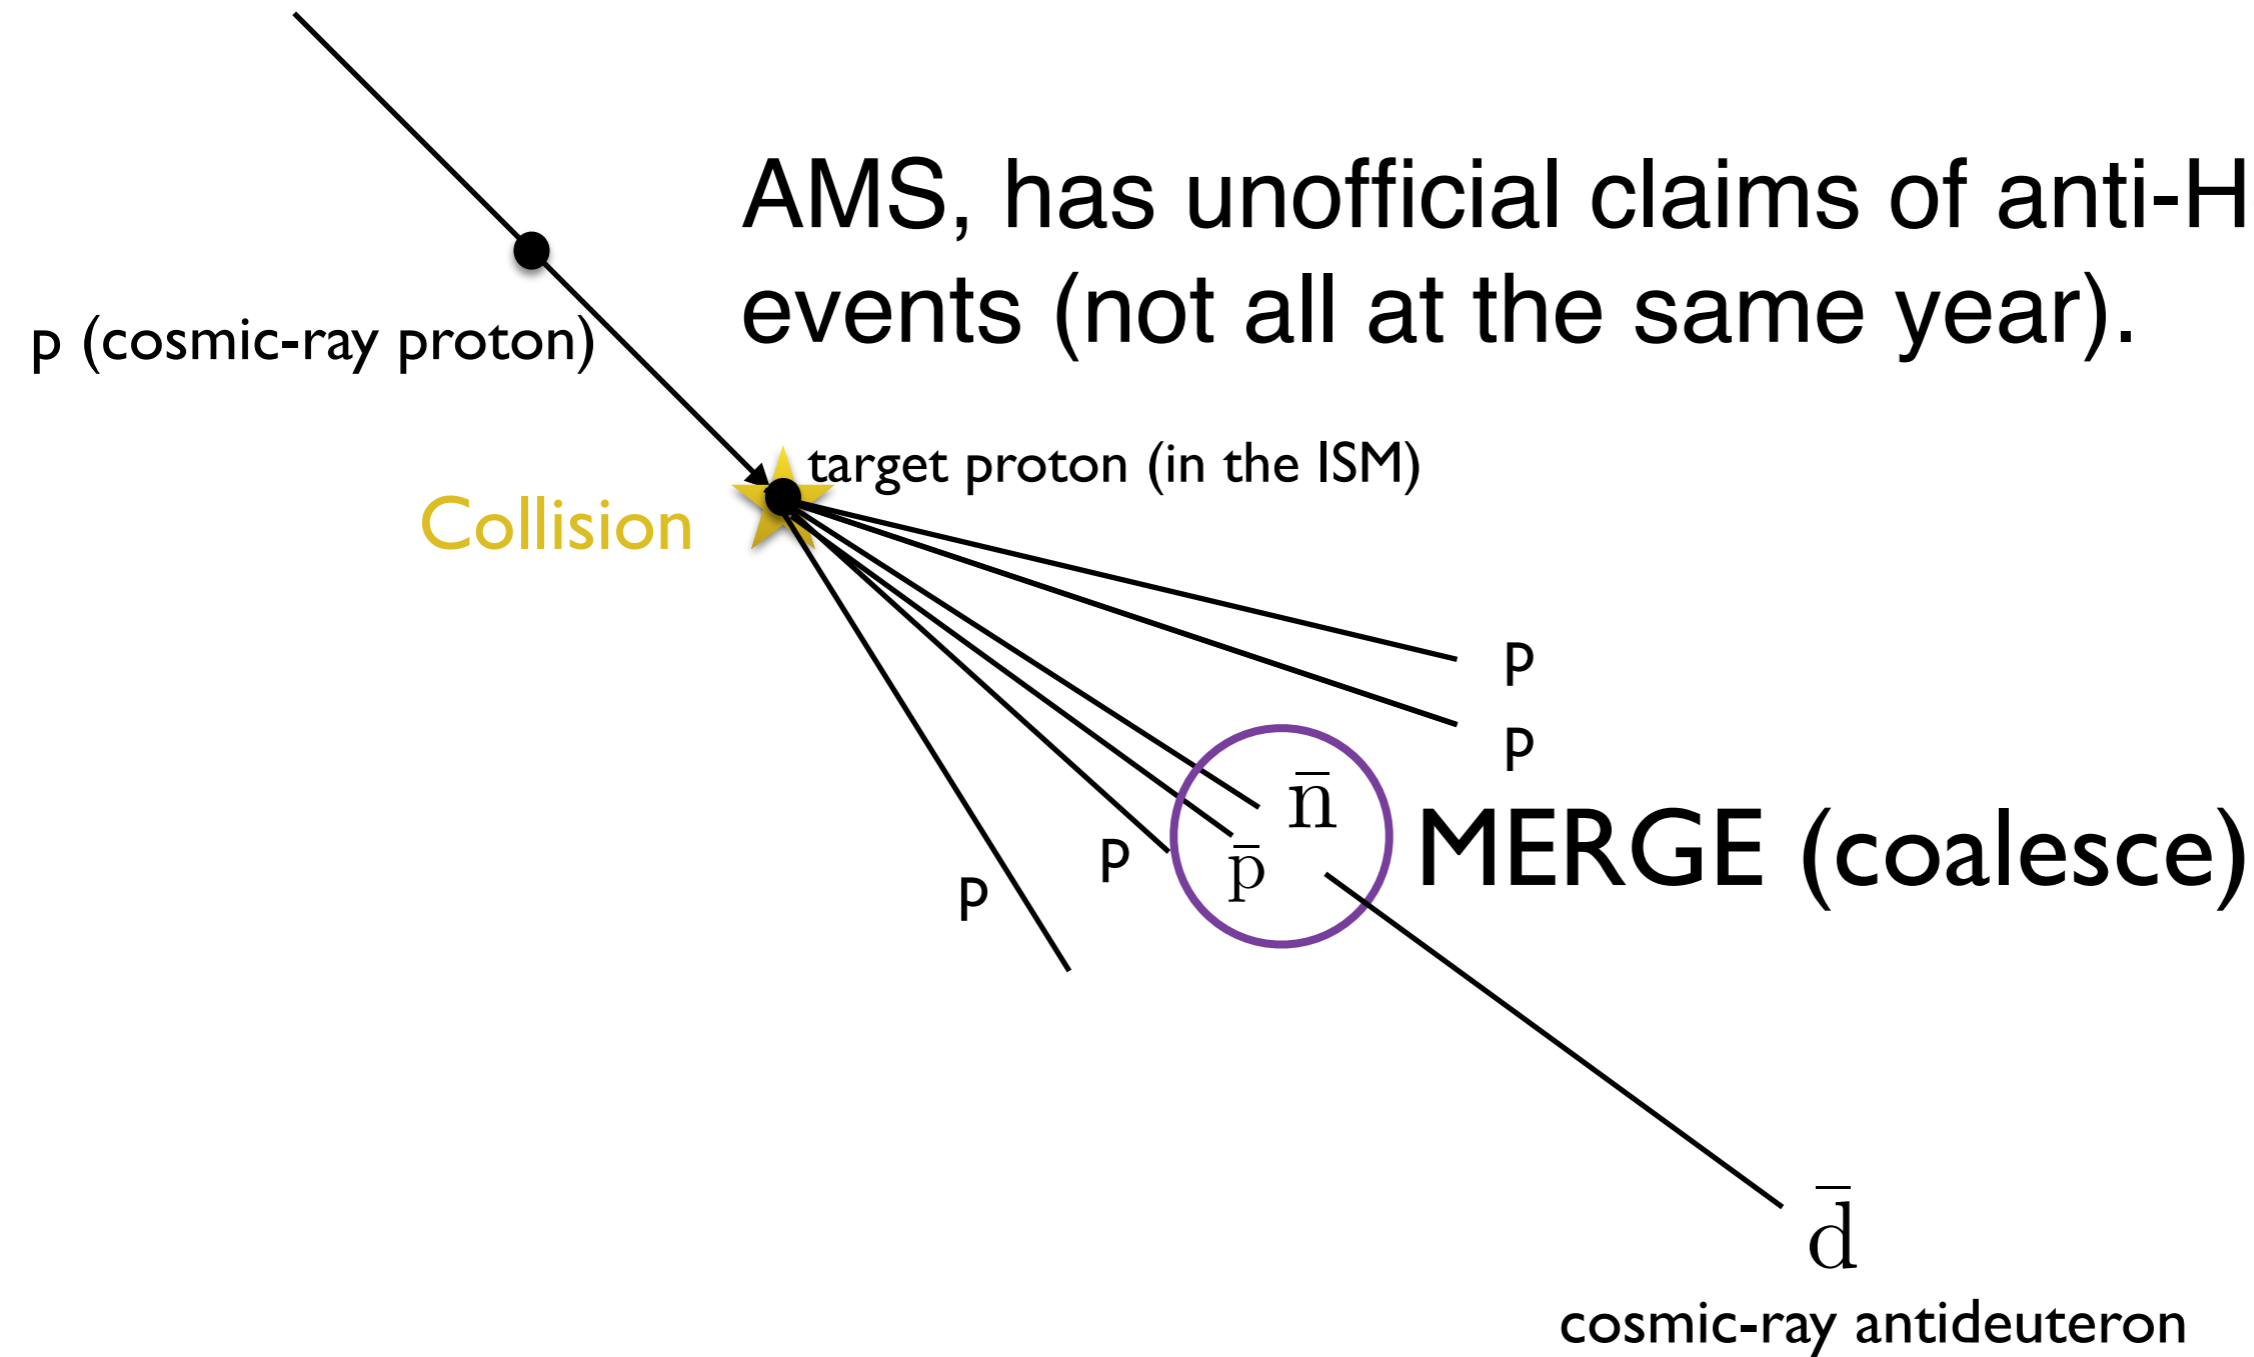 AMS, has unofficial claims of anti-H
events (not all at the same year).
p (cosmic-ray proton)
target proton (in the ISM)
Collision
p
p
n̄
MERGE (coalesce)
p
p̄
p
d̄
cosmic-ray antideuteron